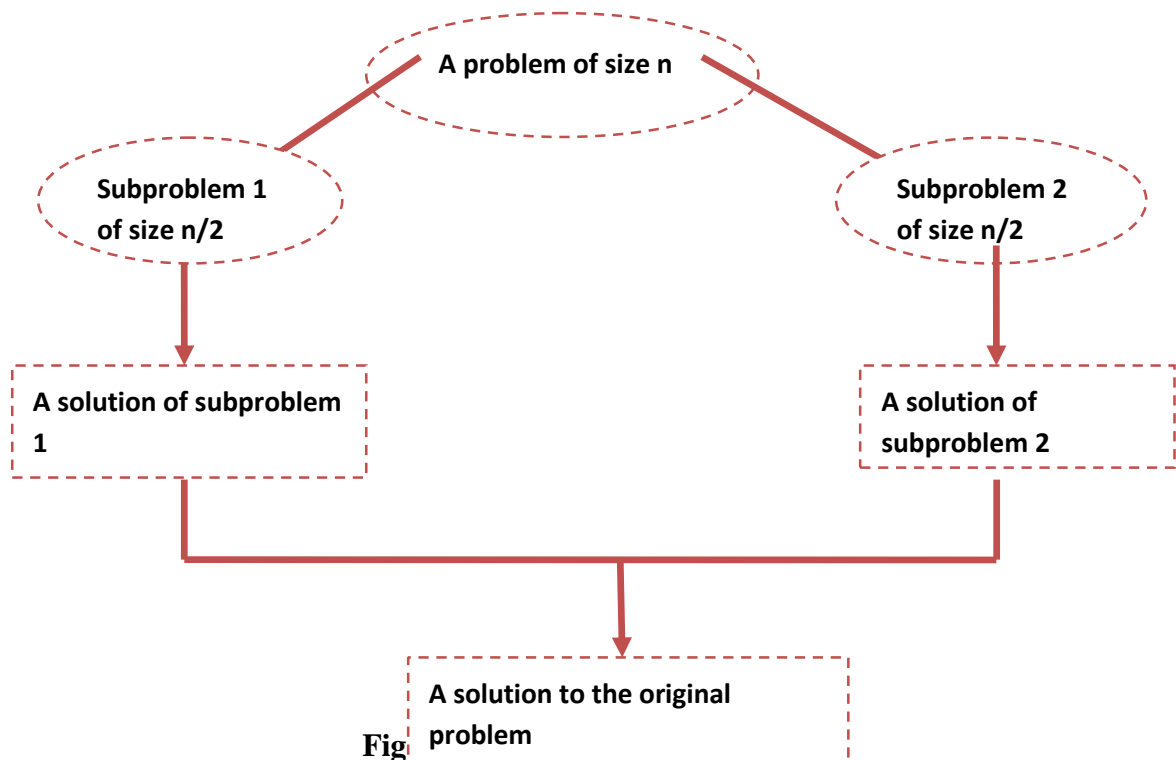 A problem of size n
Subproblem 1
of size n/2
Subproblem 2
of size n/2
A solution of subproblem
1
A solution of
subproblem 2
A solution to the original
problem
Fig